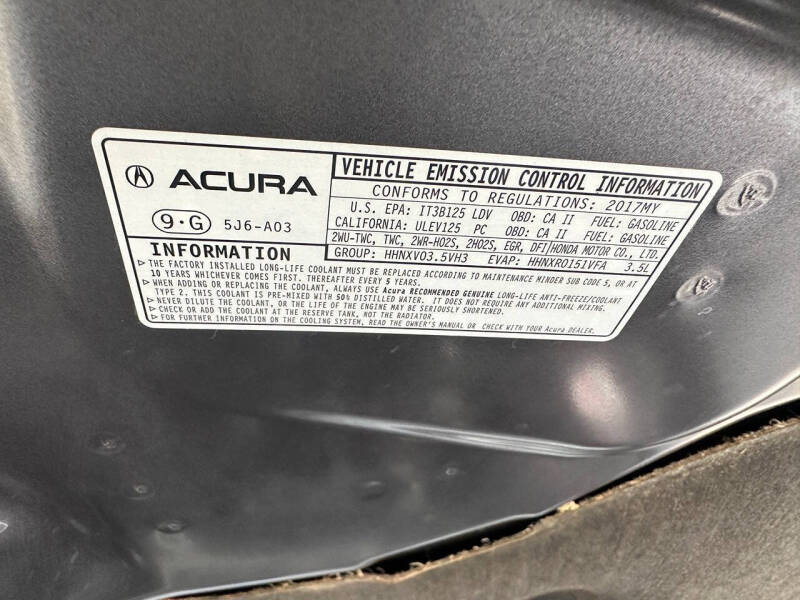 ACURA
9·G 5J6-A03
VEHICLE EMISSION CONTROL INFORMATION
CONFORMS TO REGULATIONS: 2017MY
U.S. EPA: IT3B125 LDV OBD: CA II FUEL: GASOLINE
CALIFORNIA: ULEV125 PC OBD: CA II FUEL: GASOLINE
2WU-TWC, TWC, 2WR-HO2S, 2HO2S, EGR, DFI/HONDA MOTOR CO., LTD.
GROUP: HHNXV03.5VH3 EVAP: HHNXR0151VFA 3.5L
INFORMATION
▷ THE FACTORY INSTALLED LONG-LIFE COOLANT MUST BE REPLACED ACCORDING TO MAINTENANCE MINDER SUB CODE 5, OR AT
10 YEARS WHICHEVER COMES FIRST. THEREAFTER EVERY 5 YEARS.
▷ WHEN ADDING OR REPLACING THE COOLANT, ALWAYS USE Acura RECOMMENDED GENUINE LONG-LIFE ANTI-FREEZE/COOLANT
TYPE 2. THIS COOLANT IS PRE-MIXED WITH 50% DISTILLED WATER. IT DOES NOT REQUIRE ANY ADDITIONAL MIXING.
▷ NEVER DILUTE THE COOLANT, OR THE LIFE OF THE ENGINE MAY BE SERIOUSLY SHORTENED.
▷ CHECK OR ADD THE COOLANT AT THE RESERVE TANK, NOT THE RADIATOR.
▷ FOR FURTHER INFORMATION ON THE COOLING SYSTEM, READ THE OWNER'S MANUAL OR CHECK WITH YOUR Acura DEALER.